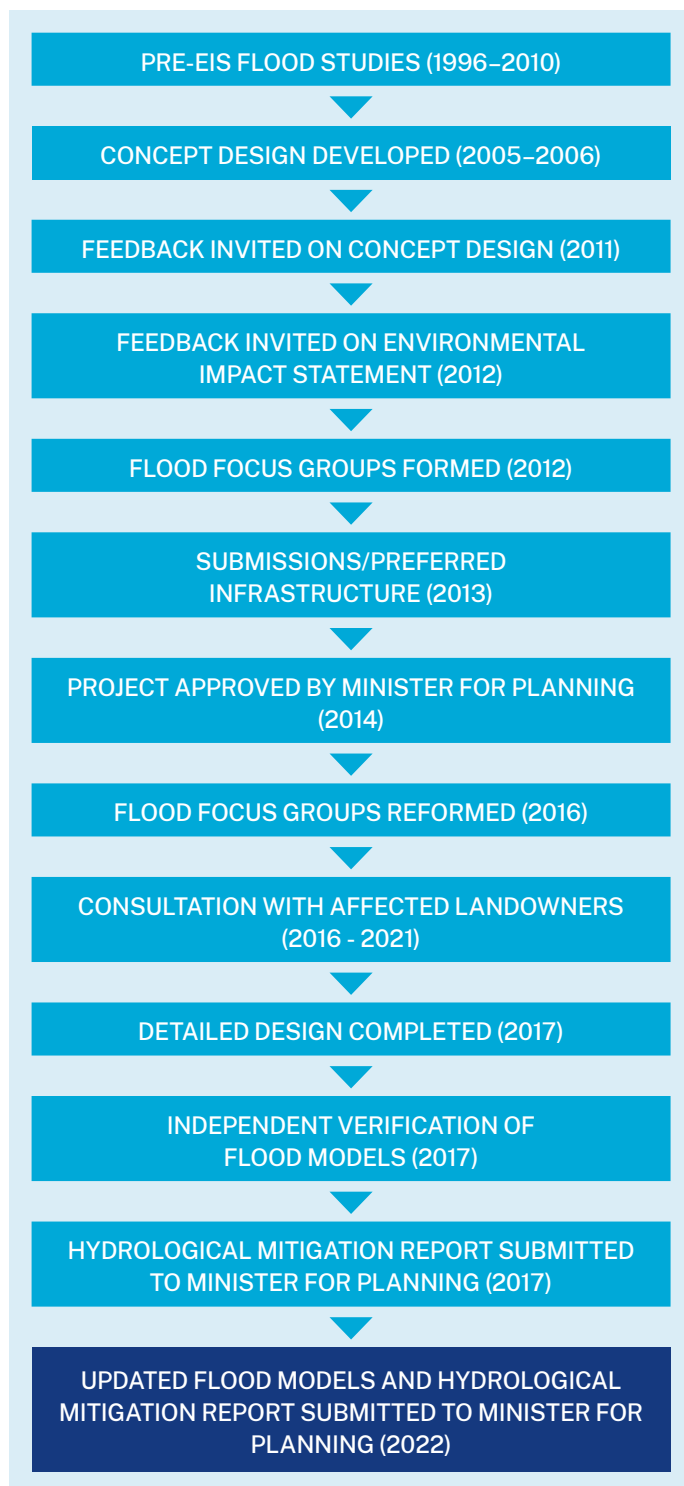 PRE-EIS FLOOD STUDIES (1996–2010)
CONCEPT DESIGN DEVELOPED (2005–2006)
FEEDBACK INVITED ON CONCEPT DESIGN (2011)
FEEDBACK INVITED ON ENVIRONMENTAL
IMPACT STATEMENT (2012)
FLOOD FOCUS GROUPS FORMED (2012)
SUBMISSIONS/PREFERRED
INFRASTRUCTURE (2013)
PROJECT APPROVED BY MINISTER FOR PLANNING
(2014)
FLOOD FOCUS GROUPS REFORMED (2016)
CONSULTATION WITH AFFECTED LANDOWNERS
(2016 - 2021)
DETAILED DESIGN COMPLETED (2017)
INDEPENDENT VERIFICATION OF
FLOOD MODELS (2017)
HYDROLOGICAL MITIGATION REPORT SUBMITTED
TO MINISTER FOR PLANNING (2017)
UPDATED FLOOD MODELS AND HYDROLOGICAL
MITIGATION REPORT SUBMITTED TO MINISTER FOR
PLANNING (2022)